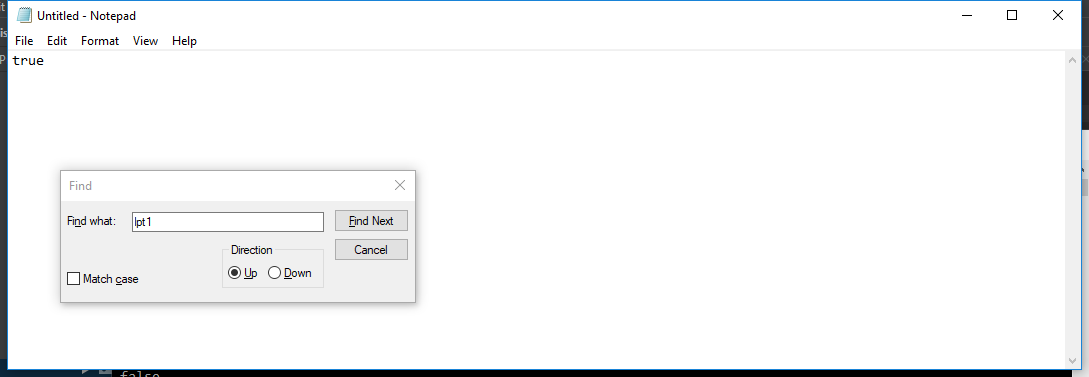 Untitled - Notepad
File Edit Format View Help
true
Find
Find what: lpt1 Find Next
Direction Cancel
Match case Up Down
false